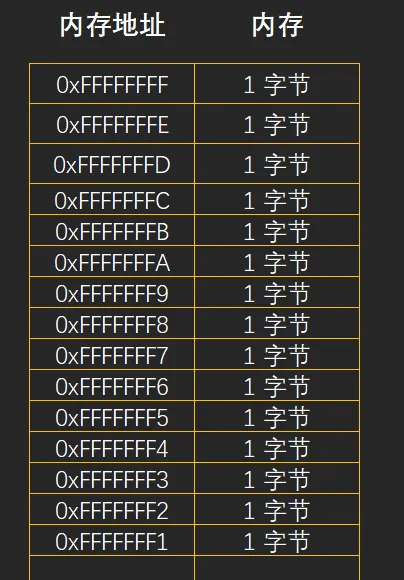 内存地址 内存
0xFFFFFFFF 1 字节
0xFFFFFFFE 1 字节
0xFFFFFFFD 1 字节
0xFFFFFFFC 1 字节
0xFFFFFFFB 1 字节
0xFFFFFFFA 1 字节
0xFFFFFFF9 1 字节
0xFFFFFFF8 1 字节
0xFFFFFFF7 1 字节
0xFFFFFFF6 1 字节
0xFFFFFFF5 1 字节
0xFFFFFFF4 1 字节
0xFFFFFFF3 1 字节
0xFFFFFFF2 1 字节
0xFFFFFFF1 1 字节